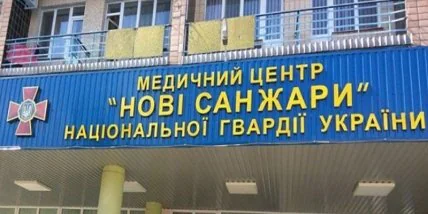 МЕДИЧНИЙ ЦЕНТР
"НОВІ САНЖАРИ"
НАЦІОНАЛЬНОЇ ГВАРДІЇ УКРАЇНИ